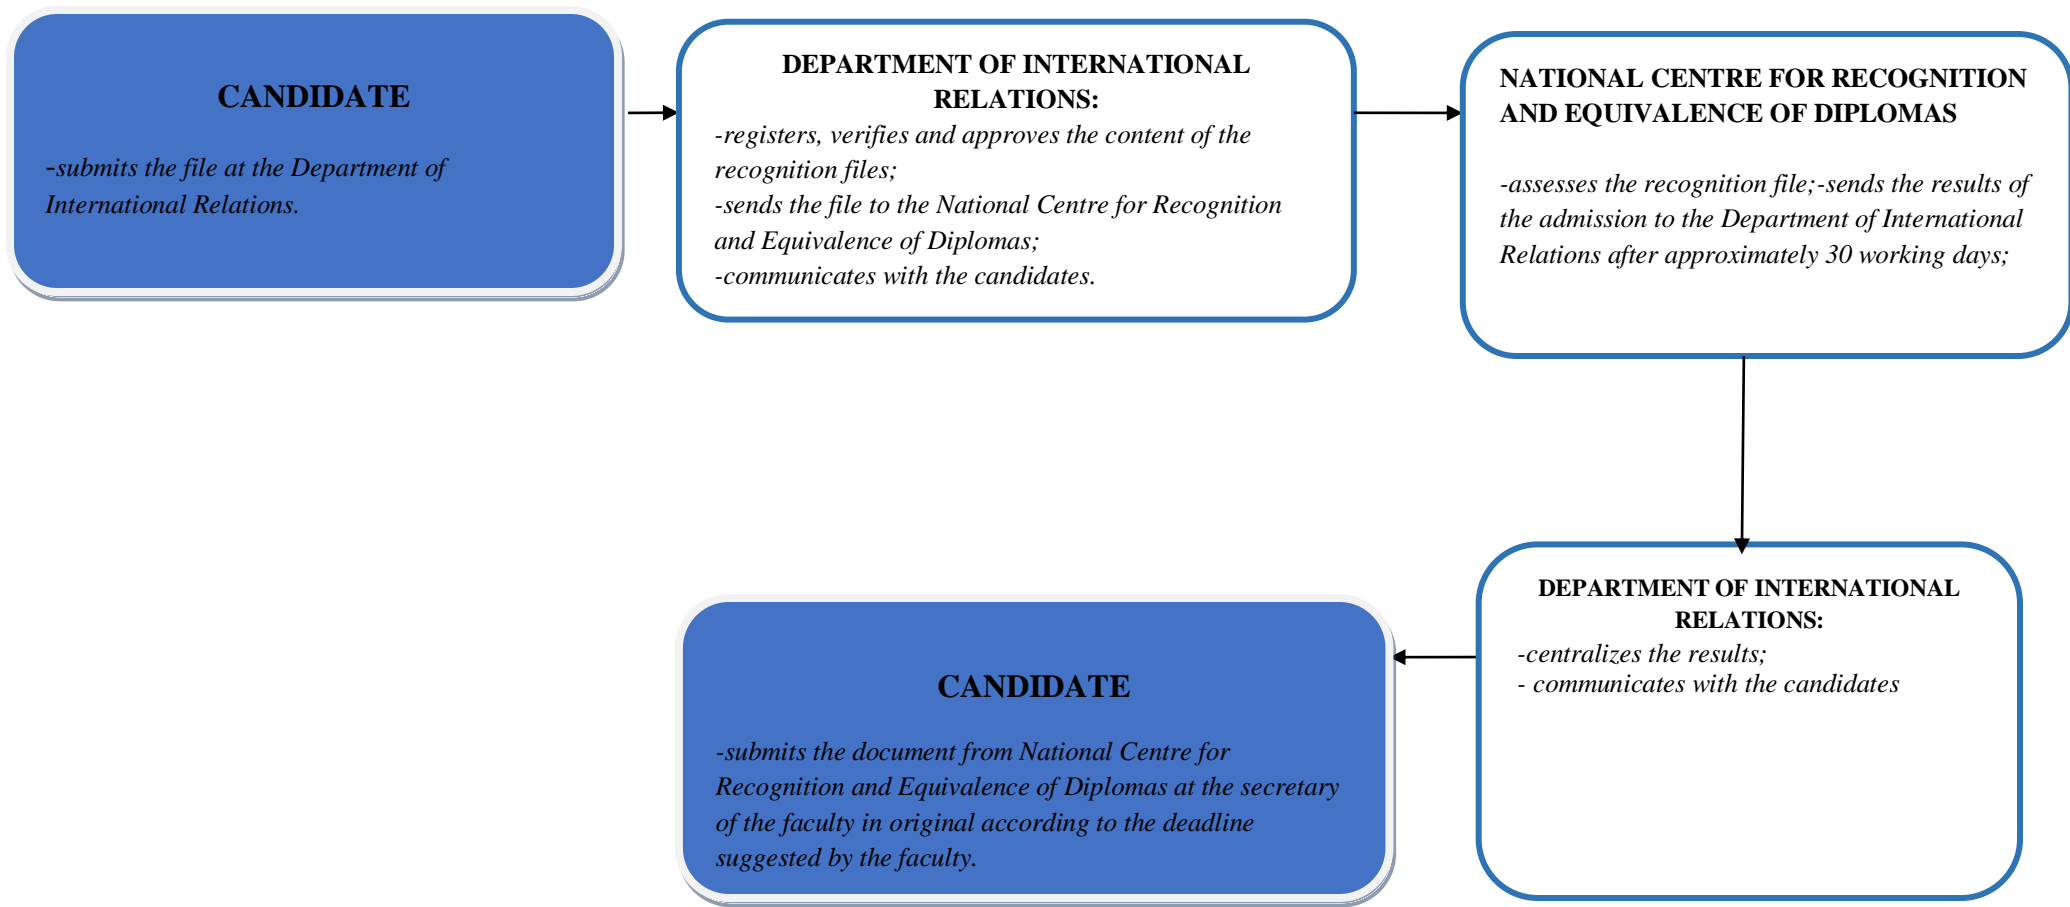 CANDIDATE
-submits the file at the Department of
International Relations.
DEPARTMENT OF INTERNATIONAL
RELATIONS:
-registers, verifies and approves the content of the
recognition files;
-sends the file to the National Centre for Recognition
and Equivalence of Diplomas;
-communicates with the candidates.
NATIONAL CENTRE FOR RECOGNITION
AND EQUIVALENCE OF DIPLOMAS
-assesses the recognition file;-sends the results of
the admission to the Department of International
Relations after approximately 30 working days;
DEPARTMENT OF INTERNATIONAL
RELATIONS:
-centralizes the results;
- communicates with the candidates
CANDIDATE
-submits the document from National Centre for
Recognition and Equivalence of Diplomas at the secretary
of the faculty in original according to the deadline
suggested by the faculty.